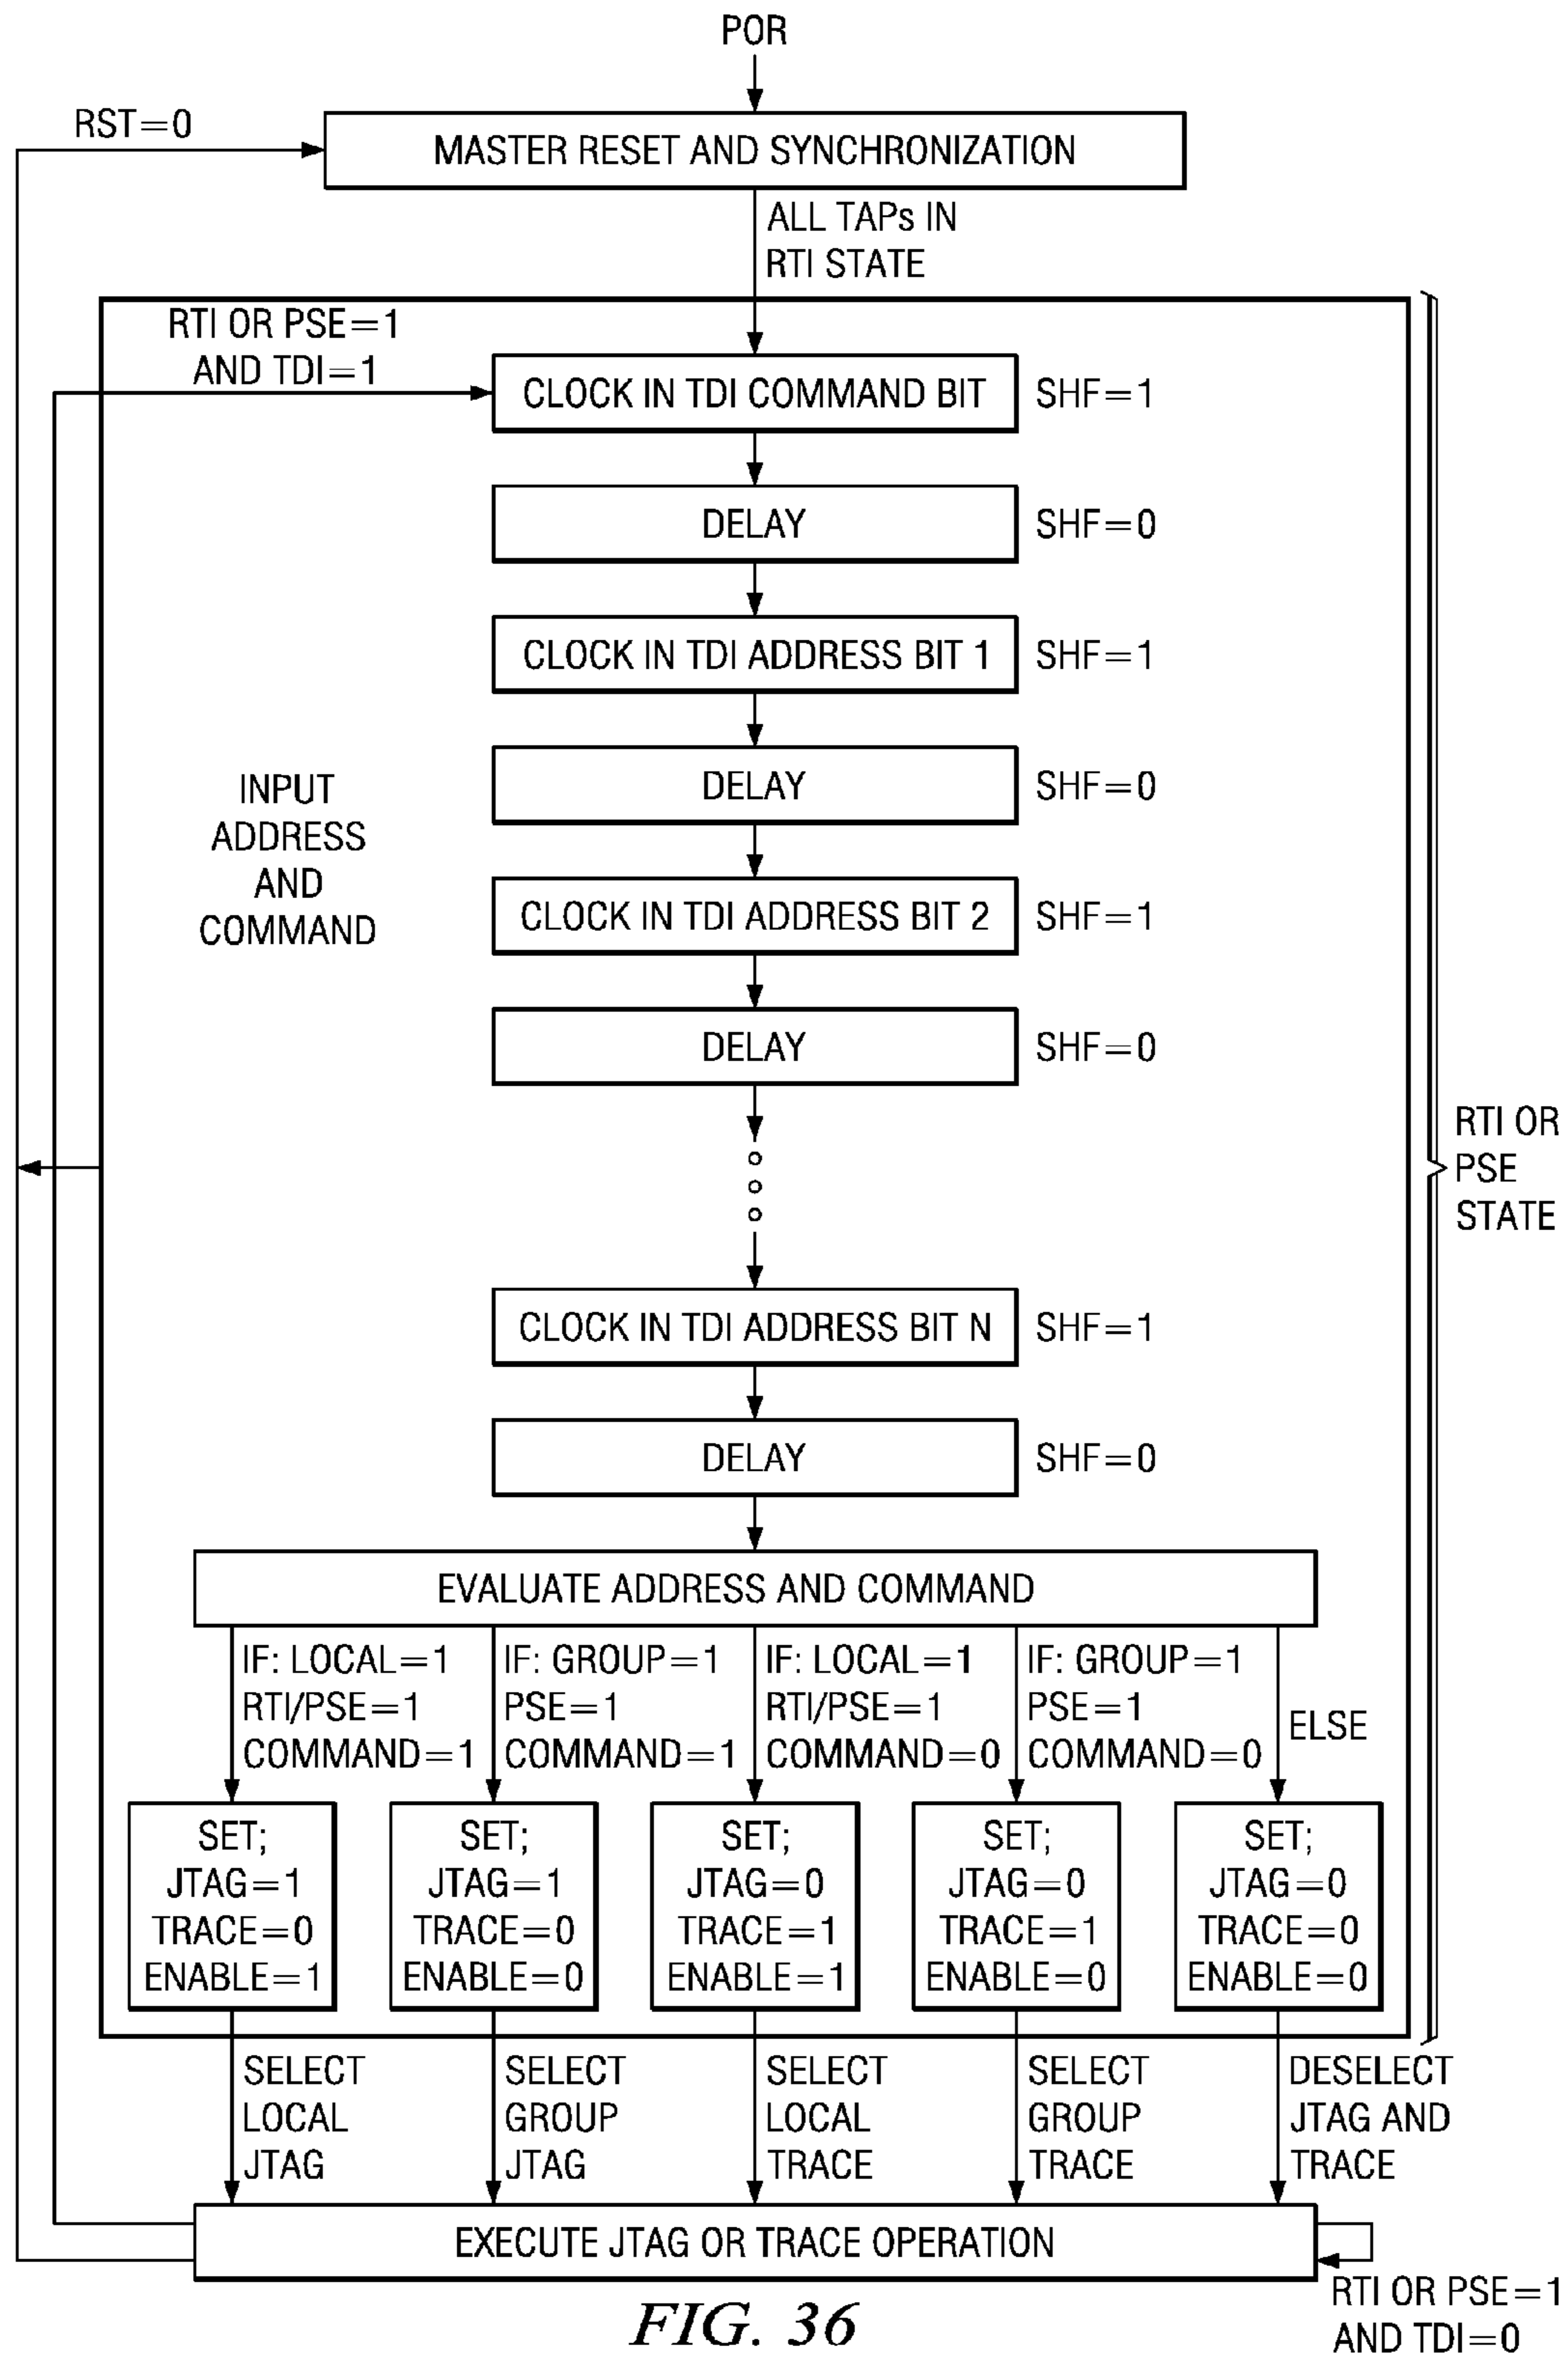 POR
RST=0
MASTER RESET AND SYNCHRONIZATION
ALL TAPs IN
RTI STATE
RTI OR PSE=1
AND TDI=1
CLOCK IN TDI COMMAND BIT
SHF=1
DELAY
SHF=0
CLOCK IN TDI ADDRESS BIT 1
SHF=1
DELAY
SHF=0
INPUT
ADDRESS
AND
COMMAND
CLOCK IN TDI ADDRESS BIT 2
SHF=1
DELAY
SHF=0
RTI OR
PSE
STATE
CLOCK IN TDI ADDRESS BIT N
SHF=1
DELAY
SHF=0
EVALUATE ADDRESS AND COMMAND
IF: LOCAL=1
RTI/PSE=1
COMMAND=1
IF: GROUP=1
PSE=1
COMMAND=1
IF: LOCAL=1
RTI/PSE=1
COMMAND=0
IF: GROUP=1
PSE=1
COMMAND=0
ELSE
SET;
JTAG=1
TRACE=0
ENABLE=1
SET;
JTAG=1
TRACE=0
ENABLE=0
SET;
JTAG=0
TRACE=1
ENABLE=1
SET;
JTAG=0
TRACE=1
ENABLE=0
SET;
JTAG=0
TRACE=0
ENABLE=0
SELECT
LOCAL
JTAG
SELECT
GROUP
JTAG
SELECT
LOCAL
TRACE
SELECT
GROUP
TRACE
DESELECT
JTAG AND
TRACE
EXECUTE JTAG OR TRACE OPERATION
RTI OR PSE=1
AND TDI=0
FIG. 36